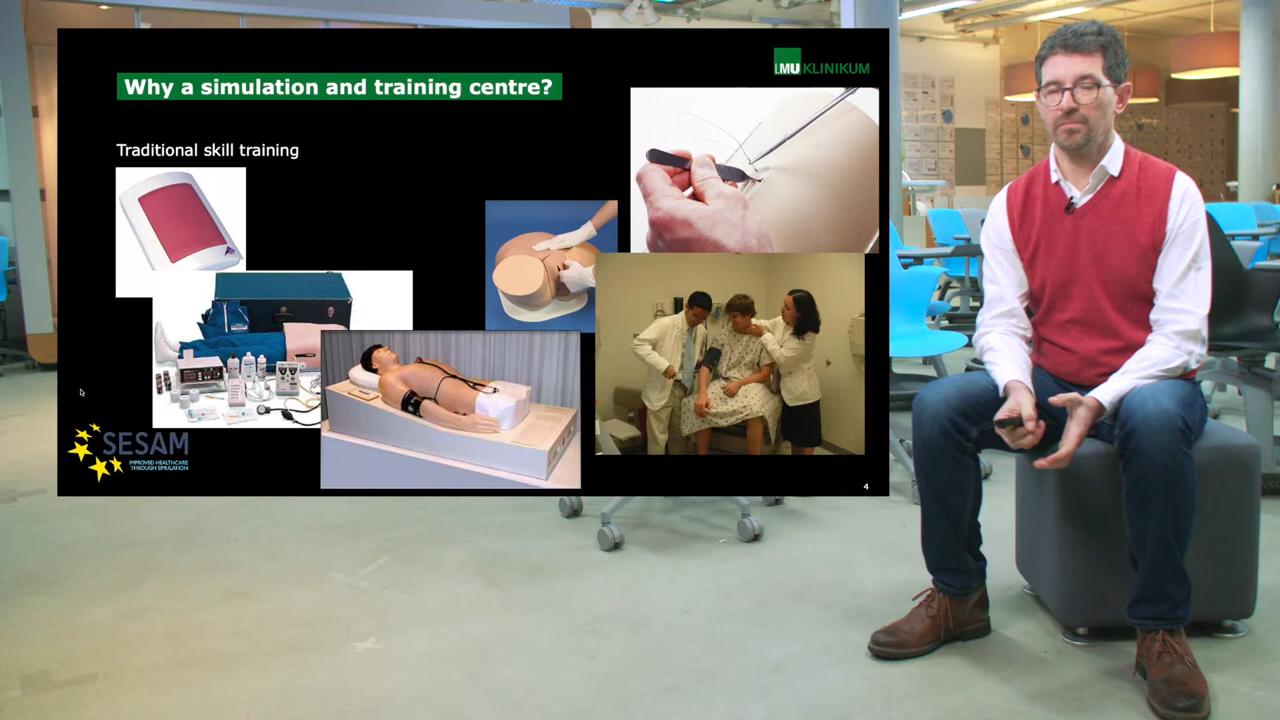 LMU KLINIKUM
Why a simulation and training centre?
Traditional skill training
SESAM
IMPROVED HEALTHCARE
THROUGH SIMULATION
4